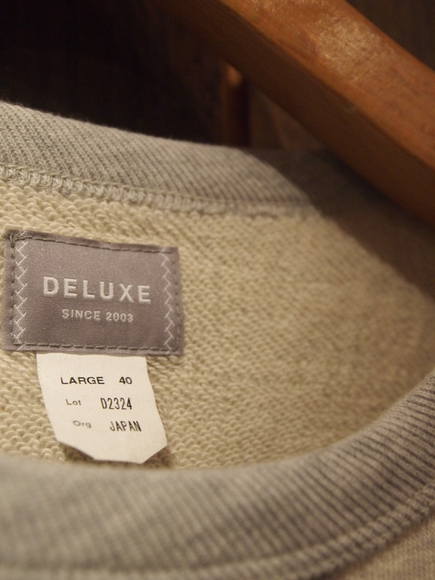 DELUXE
SINCE 2003
LARGE 40
Lot D2324
Org JAPAN